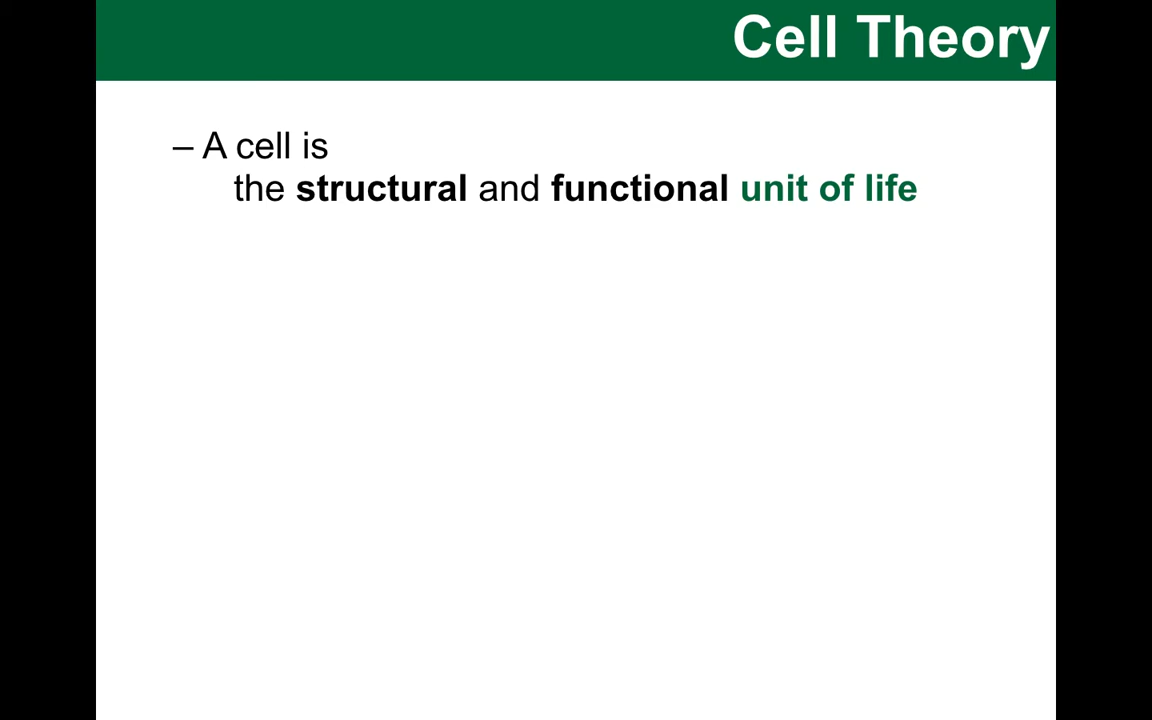 Cell Theory
– A cell is
the structural and functional unit of life